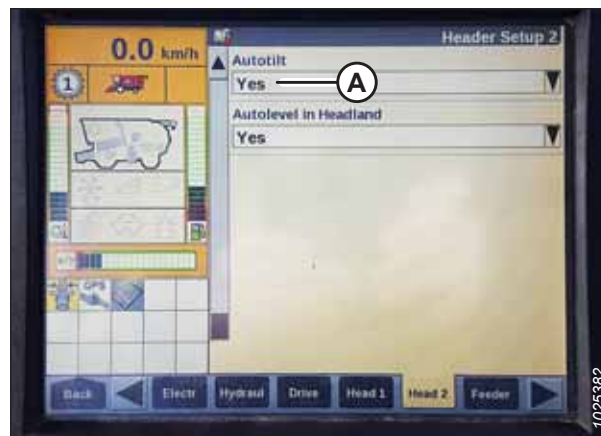 Header Setup 2
0.0 km/h
Autotilt
1
Yes
A
Autolevel in Headland
Yes
Back
Electr
Hydraul
Drive
Head 1
Head 2
Feeder
1025382